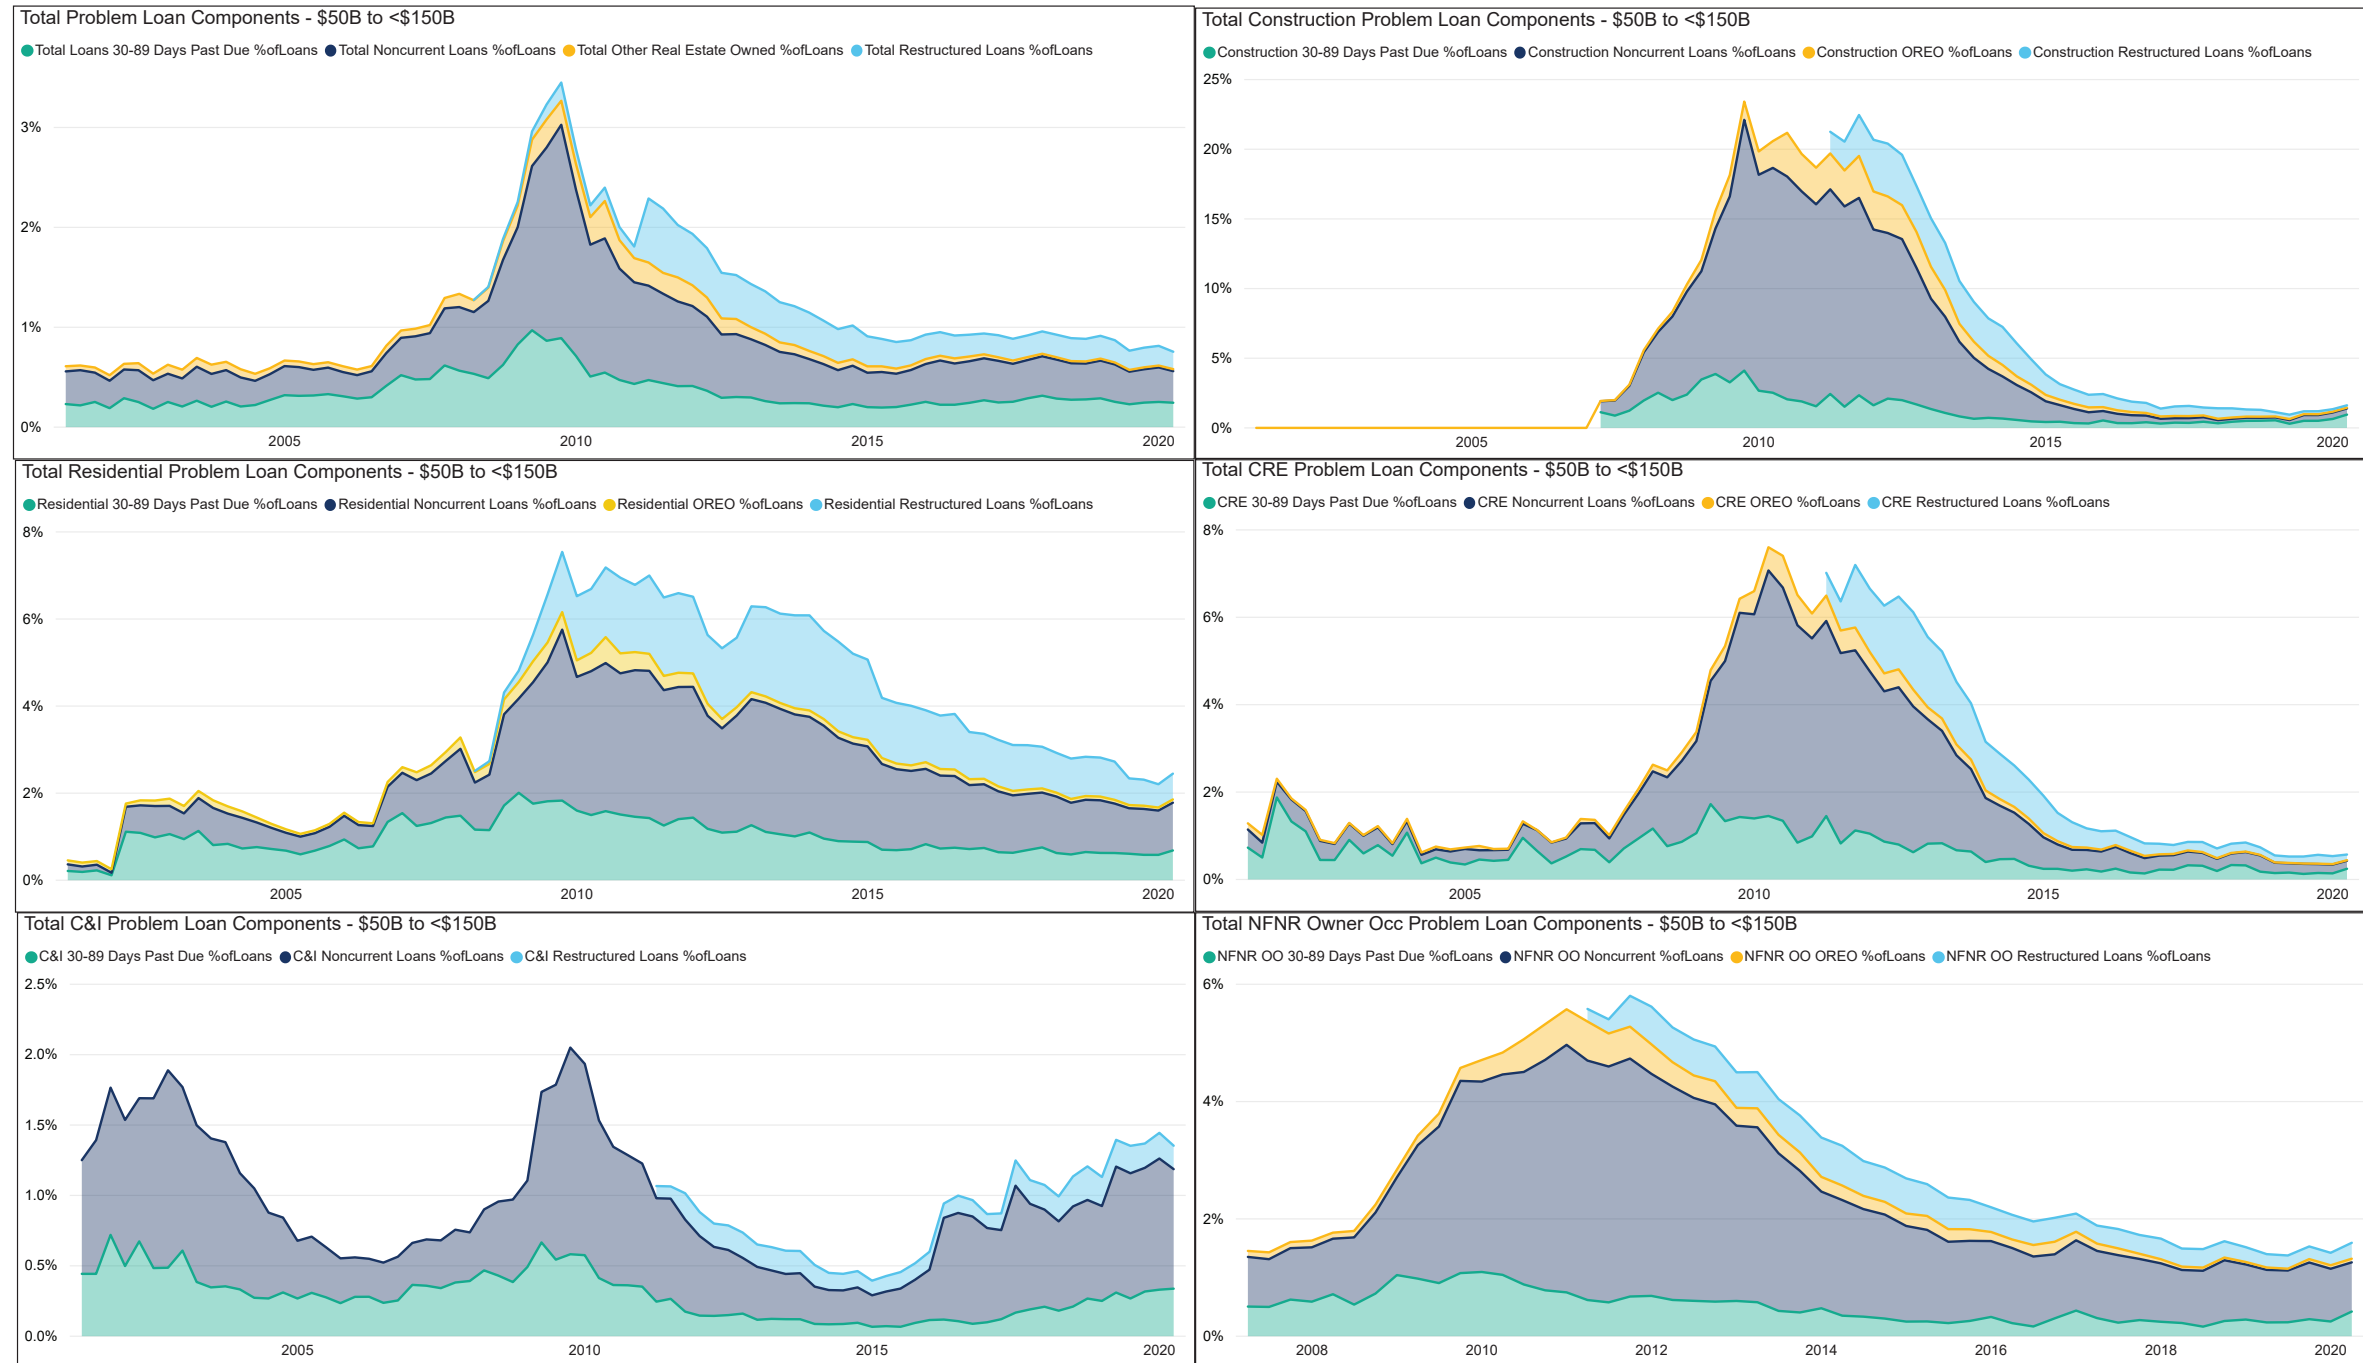 Total Problem Loan Components - $50B to <$150B
Total Loans 30-89 Days Past Due %ofLoans Total Noncurrent Loans %ofLoans Total Other Real Estate Owned %ofLoans Total Restructured Loans %ofLoans
3%
2%
1%
0%
2005 2010 2015 2020
Total Construction Problem Loan Components - $50B to <$150B
Construction 30-89 Days Past Due %ofLoans Construction Noncurrent Loans %ofLoans Construction OREO %ofLoans Construction Restructured Loans %ofLoans
25%
20%
15%
10%
5%
0%
2005 2010 2015 2020
Total Residential Problem Loan Components - $50B to <$150B
Residential 30-89 Days Past Due %ofLoans Residential Noncurrent Loans %ofLoans Residential OREO %ofLoans Residential Restructured Loans %ofLoans
8%
6%
4%
2%
0%
2005 2010 2015 2020
Total CRE Problem Loan Components - $50B to <$150B
CRE 30-89 Days Past Due %ofLoans CRE Noncurrent Loans %ofLoans CRE OREO %ofLoans CRE Restructured Loans %ofLoans
8%
6%
4%
2%
0%
2005 2010 2015 2020
Total C&I Problem Loan Components - $50B to <$150B
C&I 30-89 Days Past Due %ofLoans C&I Noncurrent Loans %ofLoans C&I Restructured Loans %ofLoans
2.5%
2.0%
1.5%
1.0%
0.5%
0.0%
2005 2010 2015 2020
Total NFNR Owner Occ Problem Loan Components - $50B to <$150B
NFNR OO 30-89 Days Past Due %ofLoans NFNR OO Noncurrent %ofLoans NFNR OO OREO %ofLoans NFNR OO Restructured Loans %ofLoans
6%
4%
2%
0%
2008 2010 2012 2014 2016 2018 2020